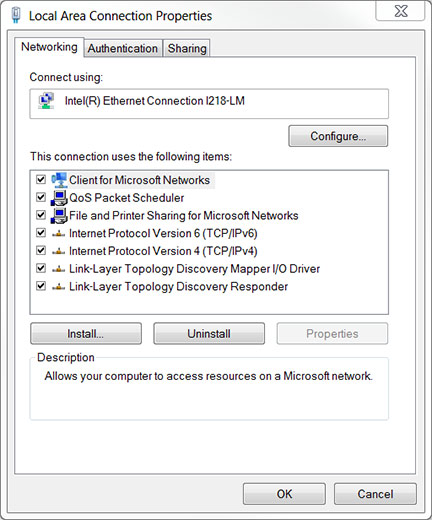 Local Area Connection Properties
Networking Authentication Sharing
Connect using:
Intel(R) Ethernet Connection I218-LM
Configure...
This connection uses the following items:
Client for Microsoft Networks
QoS Packet Scheduler
File and Printer Sharing for Microsoft Networks
Internet Protocol Version 6 (TCP/IPv6)
Internet Protocol Version 4 (TCP/IPv4)
Link-Layer Topology Discovery Mapper I/O Driver
Link-Layer Topology Discovery Responder
Install... Uninstall Properties
Description
Allows your computer to access resources on a Microsoft network.
OK Cancel